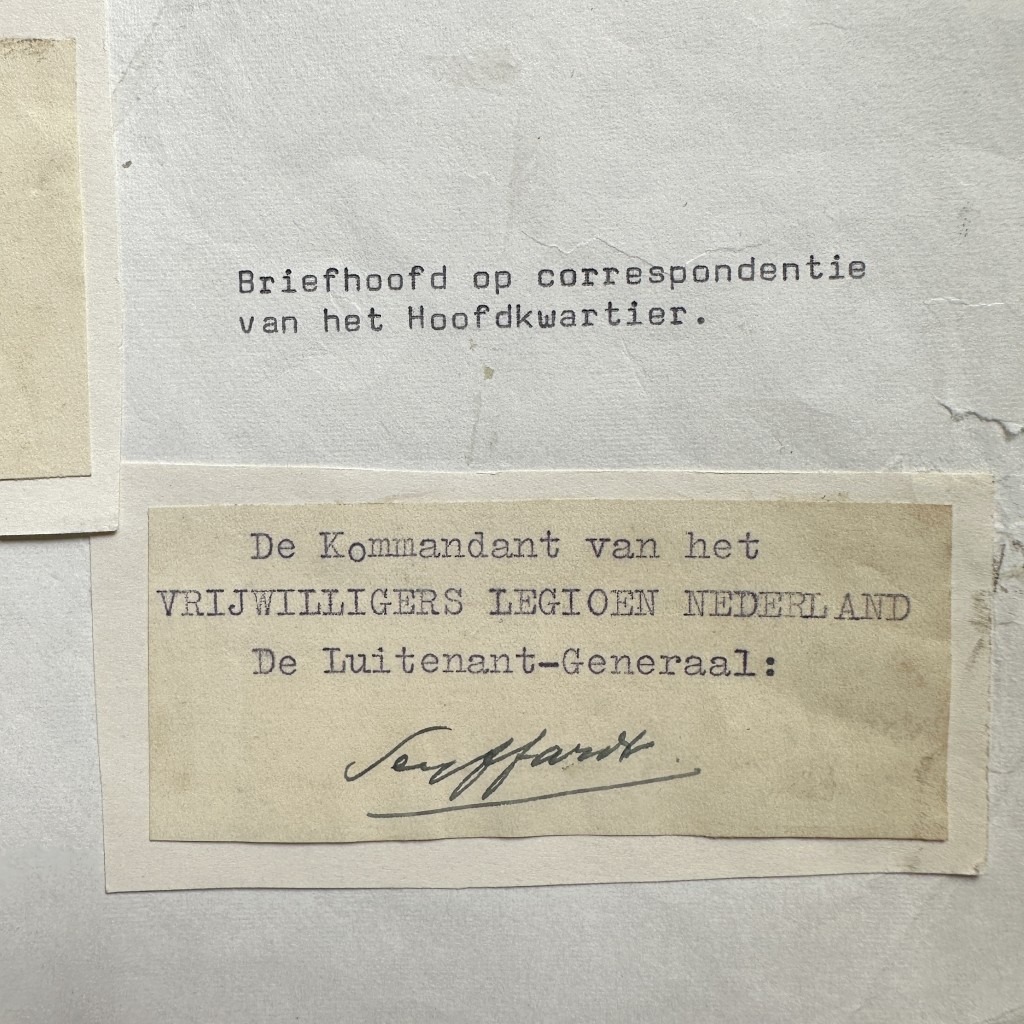 Briefhoofd op correspondentie
van het Hoofdkwartier.
De Kommandant van het
VRIJWILLIGERS LEGIOEN NEDERLAND
De Luitenant-Generaal:
Seyffardt.